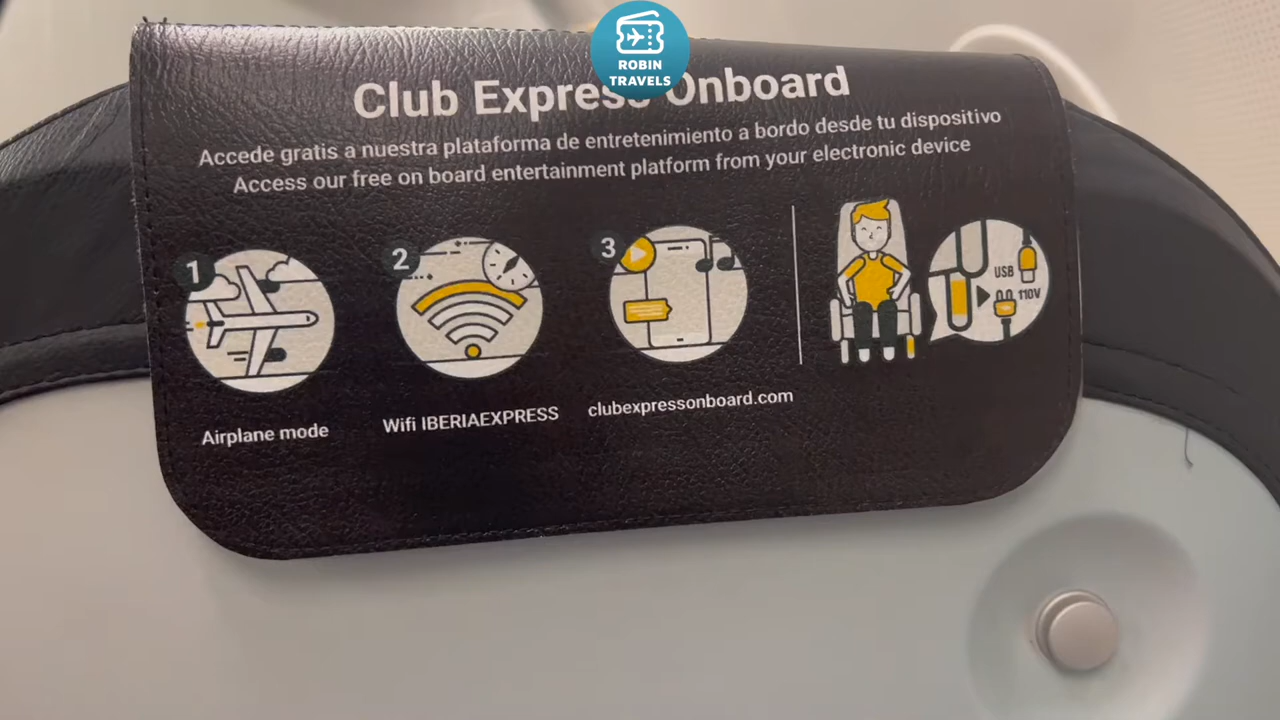 ROBIN
TRAVELS
Club Express Onboard
Accede gratis a nuestra plataforma de entretenimiento a bordo desde tu dispositivo
Access our free on board entertainment platform from your electronic device
1
2
3
USB
110V
Airplane mode
Wifi IBERIAEXPRESS
clubexpressonboard.com